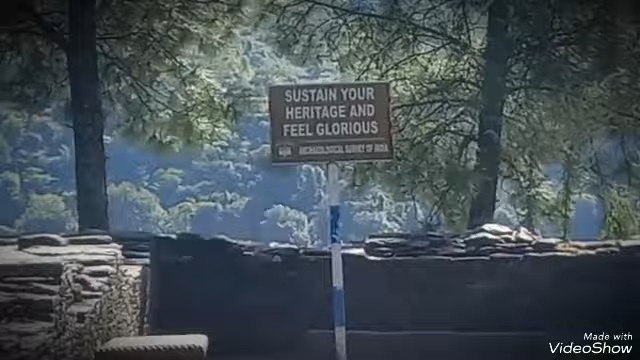 SUSTAIN YOUR
HERITAGE AND
FEEL GLORIOUS
ARCHAEOLOGICAL SURVEY OF INDIA
Made with
VideoShow